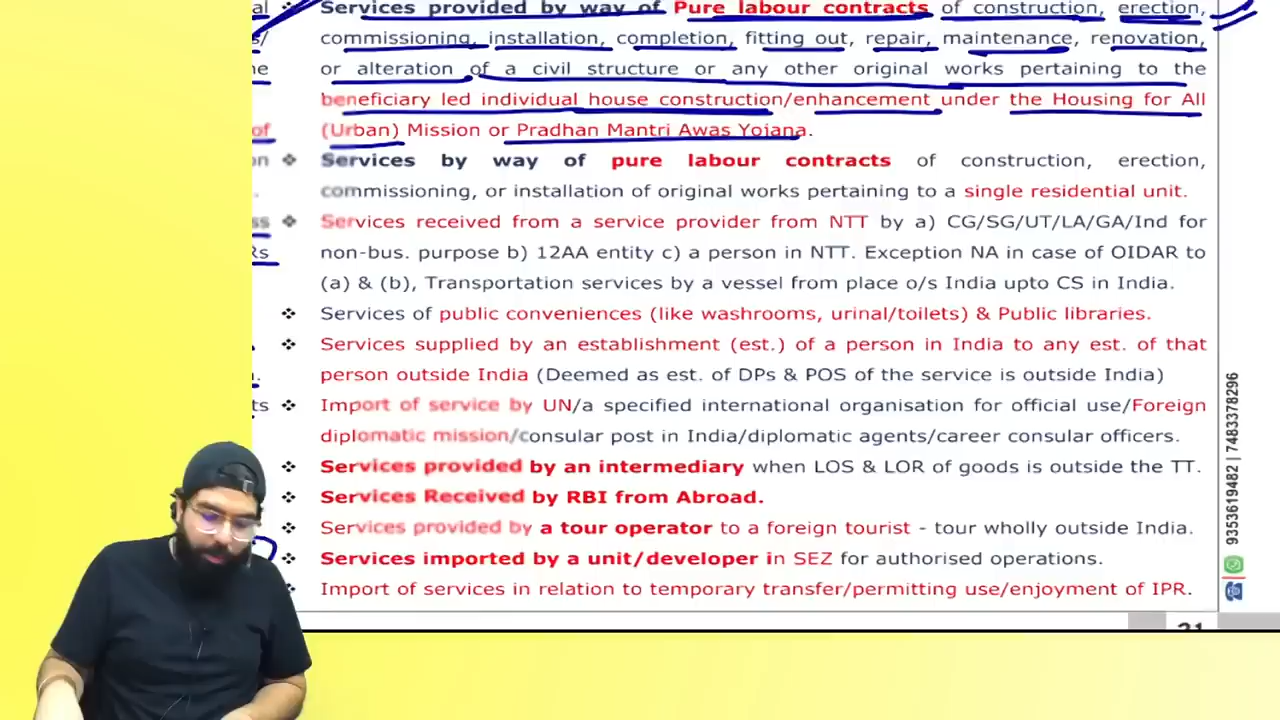 al
Services provided by way of Pure labour contracts of construction, erection,
s/
commissioning, installation, completion, fitting out, repair, maintenance, renovation,
ne
or alteration of a civil structure or any other original works pertaining to the
beneficiary led individual house construction/enhancement under the Housing for All
of
(Urban) Mission or Pradhan Mantri Awas Yojana.
on
❖ Services by way of pure labour contracts of construction, erection,
commissioning, or installation of original works pertaining to a single residential unit.
ss
❖ Services received from a service provider from NTT by a) CG/SG/UT/LA/GA/Ind for
Rs
non-bus. purpose b) 12AA entity c) a person in NTT. Exception NA in case of OIDAR to
(a) & (b), Transportation services by a vessel from place o/s India upto CS in India.
❖ Services of public conveniences (like washrooms, urinal/toilets) & Public libraries.
❖ Services supplied by an establishment (est.) of a person in India to any est. of that
person outside India (Deemed as est. of DPs & POS of the service is outside India)
ts
❖ Import of service by UN/a specified international organisation for official use/Foreign
diplomatic mission/consular post in India/diplomatic agents/career consular officers.
❖ Services provided by an intermediary when LOS & LOR of goods is outside the TT.
❖ Services Received by RBI from Abroad.
❖ Services provided by a tour operator to a foreign tourist - tour wholly outside India.
❖ Services imported by a unit/developer in SEZ for authorised operations.
❖ Import of services in relation to temporary transfer/permitting use/enjoyment of IPR.
9353619482 | 7483378296